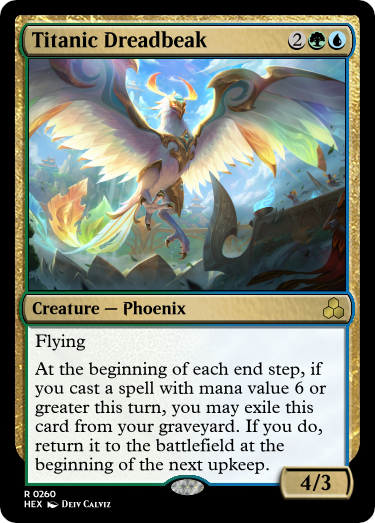 Titanic Dreadbeak 2
Creature — Phoenix
Flying
At the beginning of each end step, if
you cast a spell with mana value 6 or
greater this turn, you may exile this
card from your graveyard. If you do,
return it to the battlefield at the
beginning of the next upkeep.
4/3
R 0260
HEX Deiv Calviz